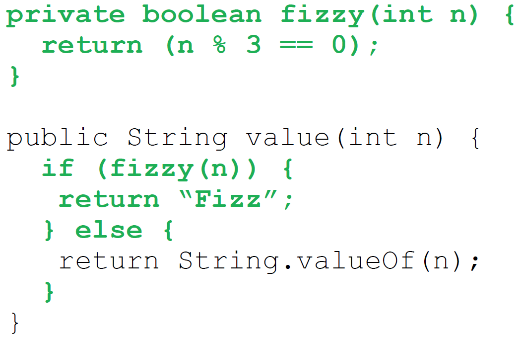 private boolean fizzy(int n) {
  return (n % 3 == 0);
}

public String value(int n) {
  if (fizzy(n)) {
   return “Fizz”;
  } else {
   return String.valueOf(n);
  }
}